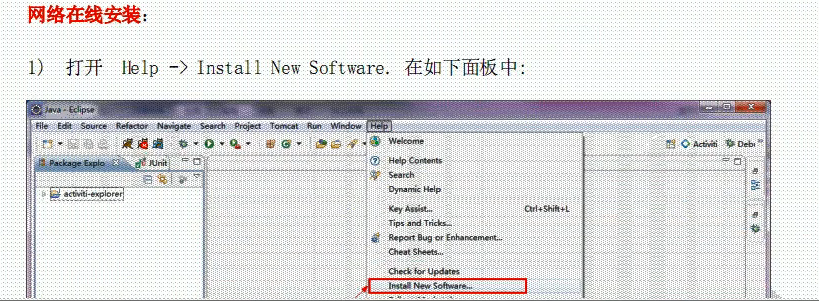 网络在线安装：
1) 打开 Help -> Install New Software. 在如下面板中:
Java - Eclipse
File Edit Source Refactor Navigate Search Project Tomcat Run Window Help
Welcome
Activiti Debu
Package Explo JUnit
Help Contents
Search
Dynamic Help
activiti-explorer
Key Assist... Ctrl+Shift+L
Tips and Tricks...
Report Bug or Enhancement...
Cheat Sheets...
Check for Updates
Install New Software...